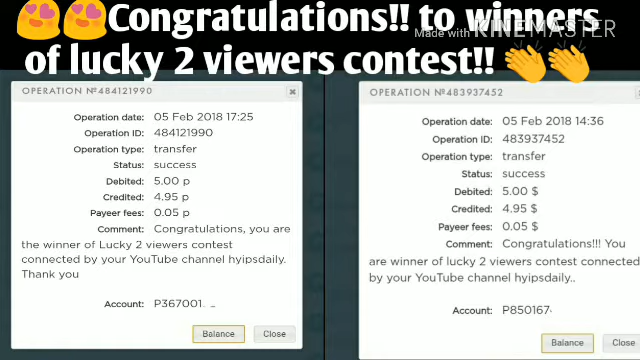 😍😍Congratulations!! to winners
of lucky 2 viewers contest!! 👏👏
Made with KINEMASTER
OPERATION №484121990
Operation date: 05 Feb 2018 17:25
Operation ID: 484121990
Operation type: transfer
Status: success
Debited: 5.00 р
Credited: 4.95 р
Payeer fees: 0.05 р
Comment: Congratulations, you are
the winner of Lucky 2 viewers contest
connected by your YouTube channel hyipsdaily.
Thank you
Account: P367001
Balance Close
OPERATION №483937452
Operation date: 05 Feb 2018 14:36
Operation ID: 483937452
Operation type: transfer
Status: success
Debited: 5.00 $
Credited: 4.95 $
Payeer fees: 0.05 $
Comment: Congratulations!!! You
are winner of lucky 2 viewers contest connected
by your YouTube channel hyipsdaily..
Account: P850167
Balance Close